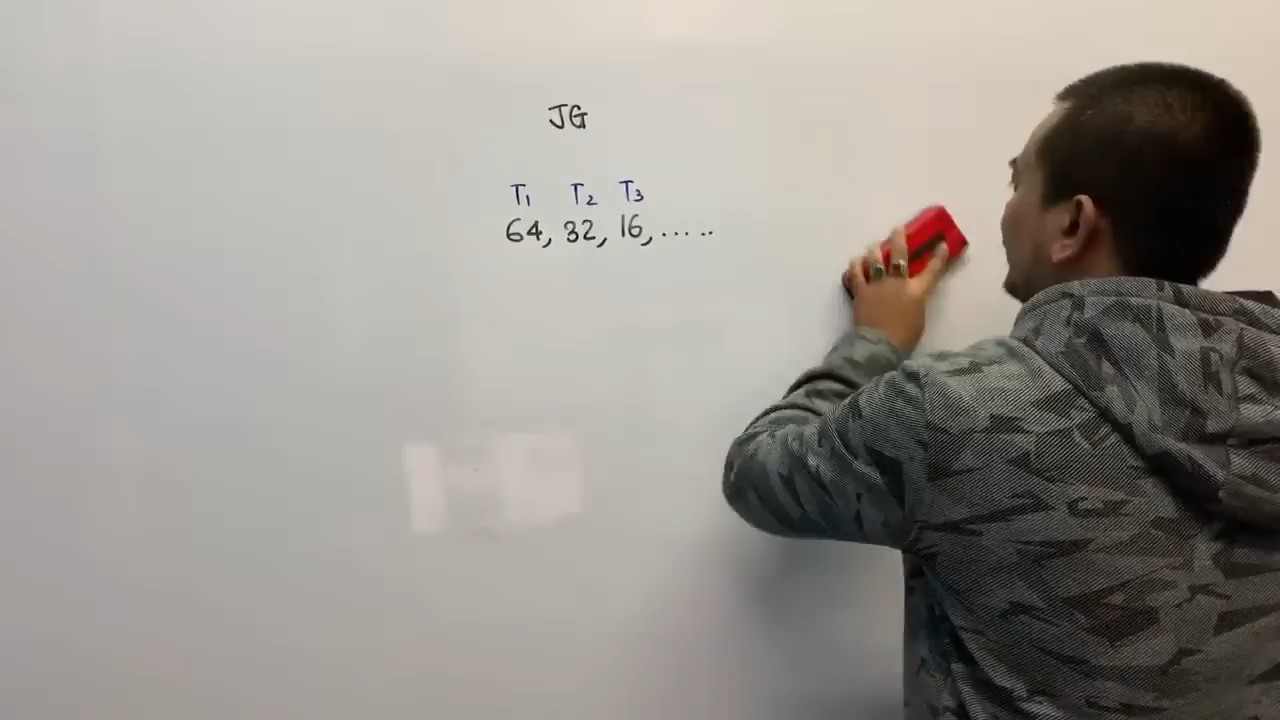 JG
T₁ T₂ T₃
64, 32, 16, .....